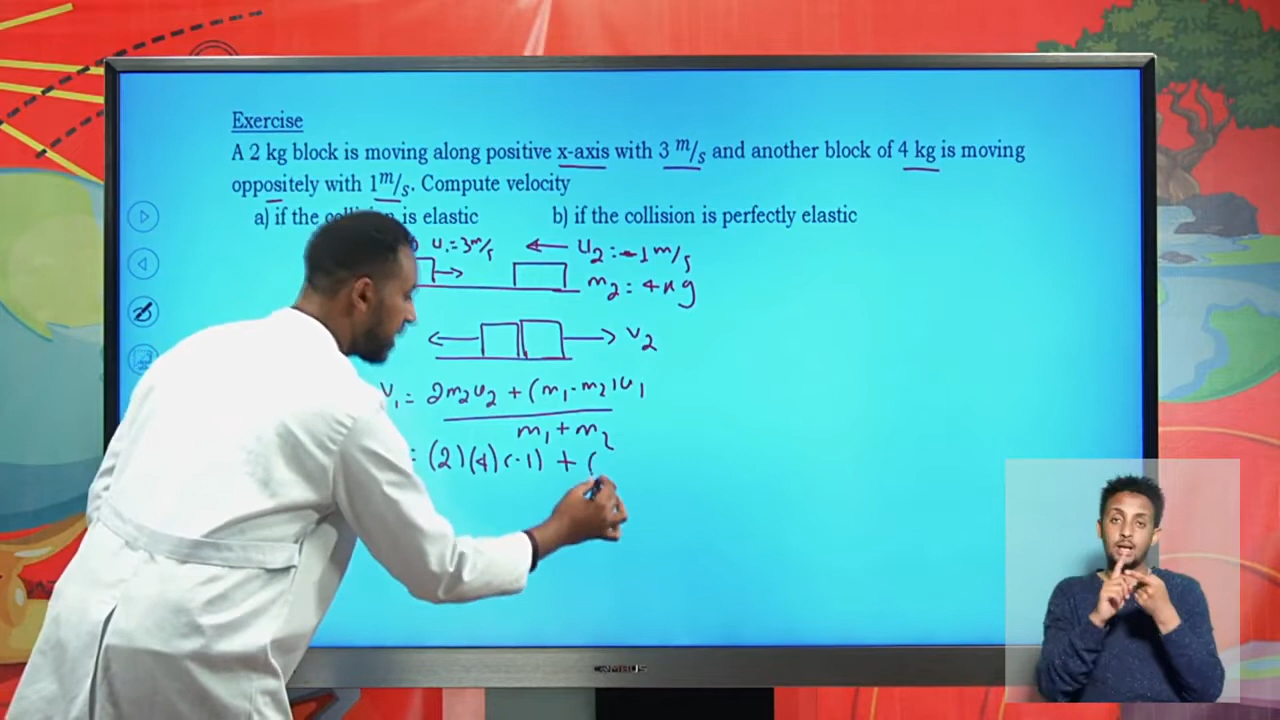 Exercise
A 2 kg block is moving along positive x-axis with 3 m/s and another block of 4 kg is moving
oppositely with 1 m/s. Compute velocity
a) if the is elastic b) if the collision is perfectly elastic
u₁=3m/s u₂=-1m/s
m₂=4kg
v₂
v₁ = 2m₂u₂ + (m₁-m₂)u₁
m₁+m₂
= (2)(4)(-1) + (